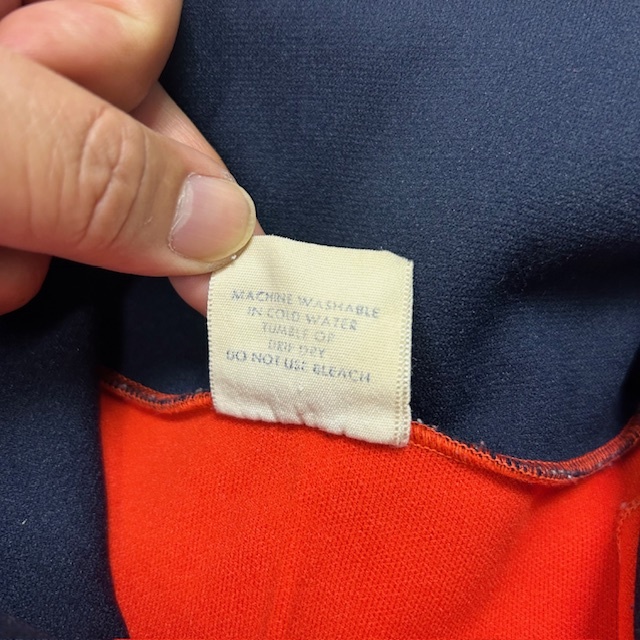 MACHINE WASHABLE
IN COLD WATER
TUMBLE OR
DRIP DRY
DO NOT USE BLEACH